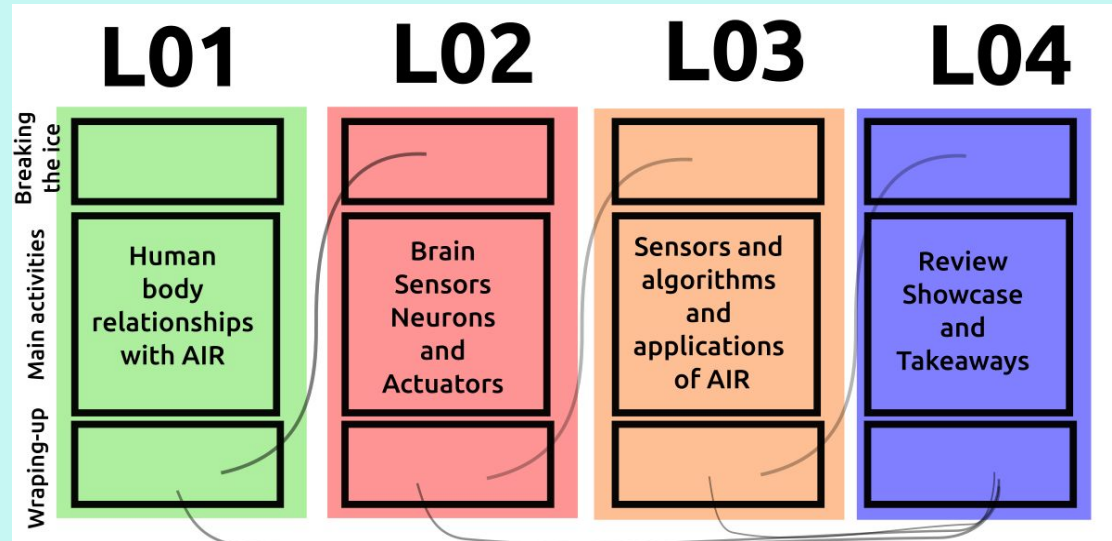 L01
L02
L03
L04
Breaking
the ice
Main activities
Human
body
relationships
with AIR
Brain
Sensors
Neurons
and
Actuators
Sensors and
algorithms
and
applications
of AIR
Review
Showcase
and
Takeaways
Wraping-up